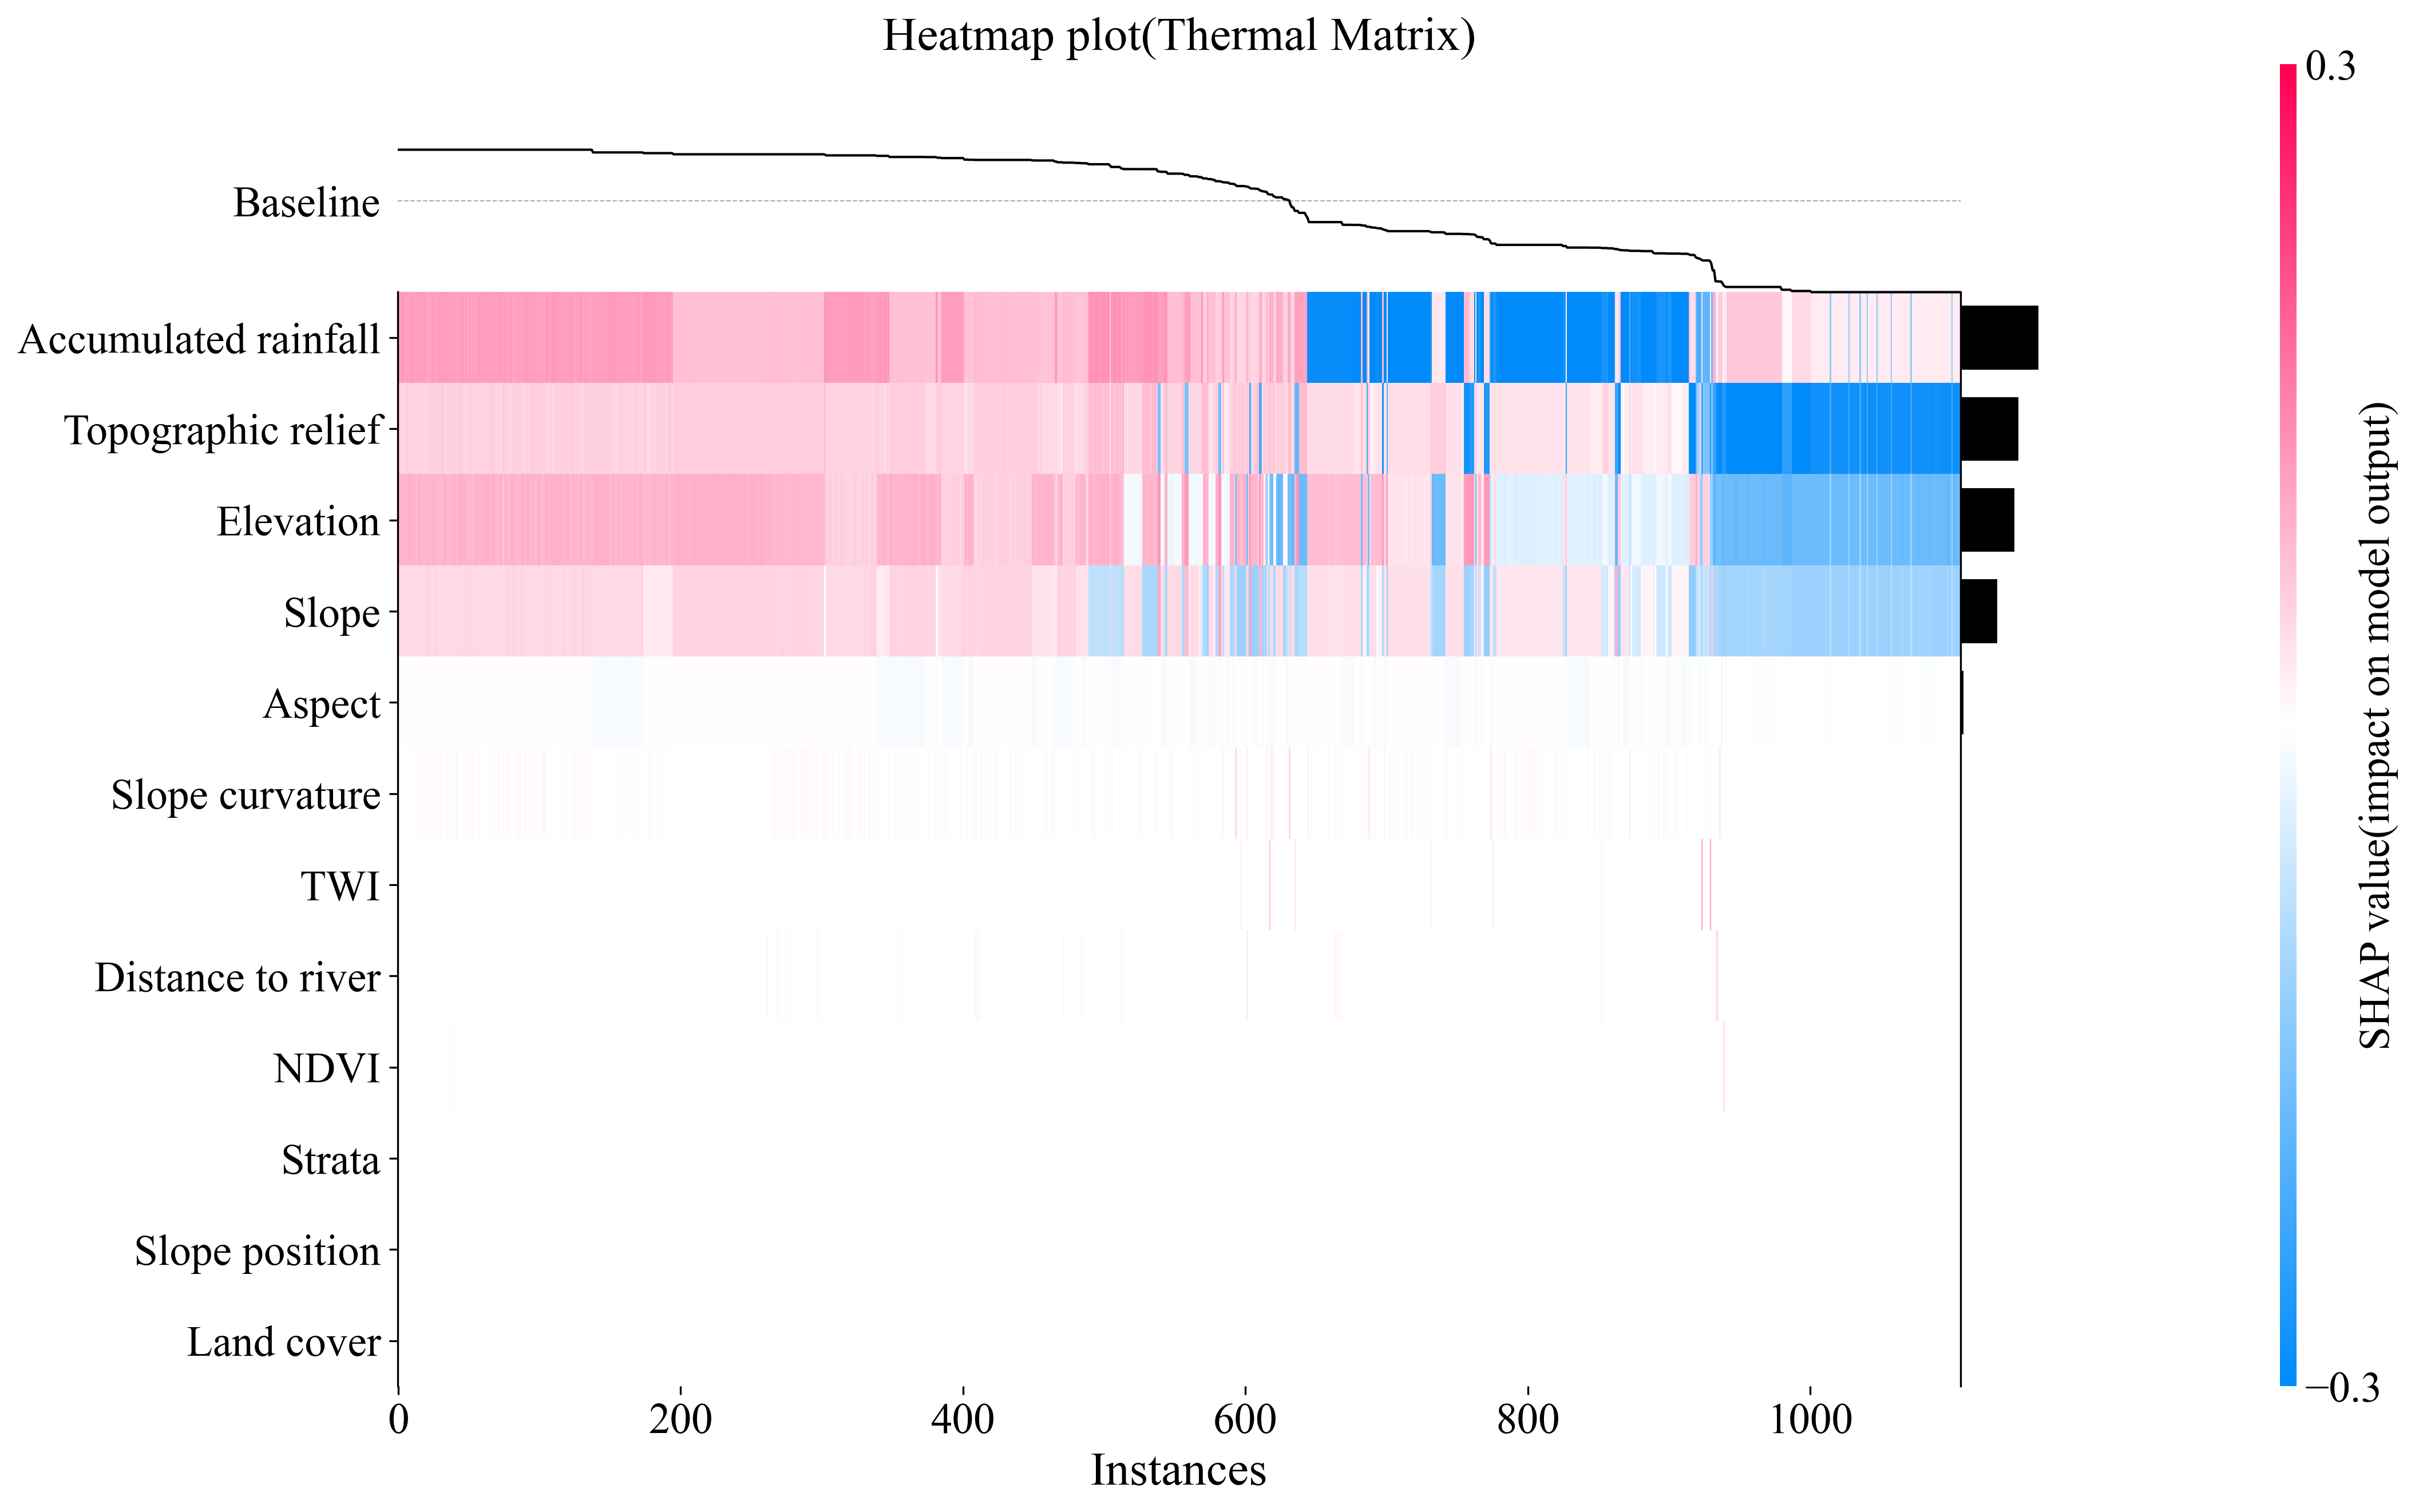 Heatmap plot(Thermal Matrix)
0.3
Baseline
Accumulated rainfall
Topographic relief
Elevation
Slope
Aspect
Slope curvature
TWI
Distance to river
NDVI
Strata
Slope position
Land cover
0 200 400 600 800 1000
Instances
SHAP value(impact on model output)
−0.3